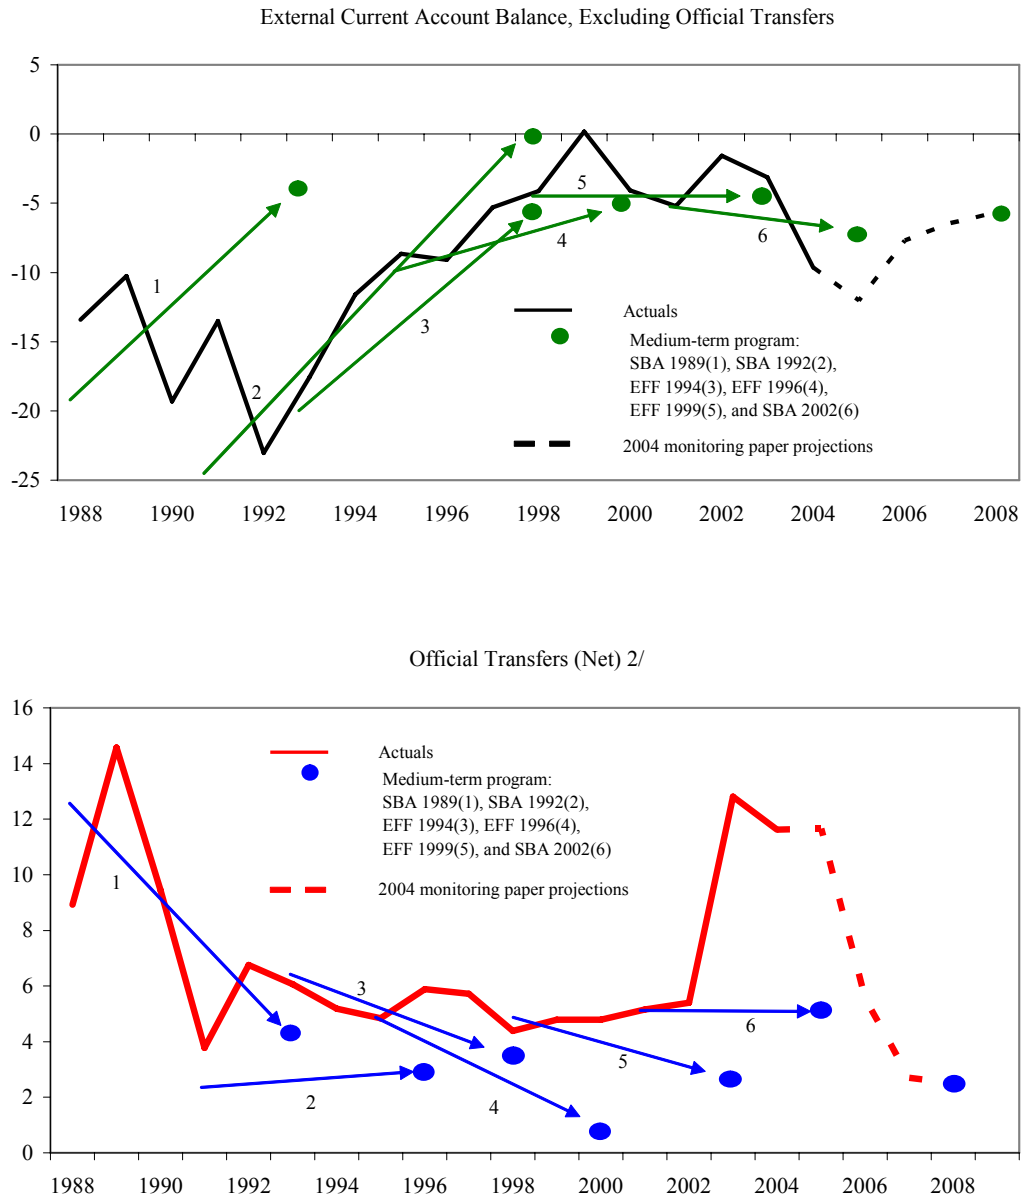 External Current Account Balance, Excluding Official Transfers
5
0
-5
-10
-15
-20
-25
1
2
3
4
5
6
Actuals
Medium-term program:
SBA 1989(1), SBA 1992(2),
EFF 1994(3), EFF 1996(4),
EFF 1999(5), and SBA 2002(6)
2004 monitoring paper projections
1988 1990 1992 1994 1996 1998 2000 2002 2004 2006 2008
Official Transfers (Net) 2/
16
14
12
10
8
6
4
2
0
Actuals
Medium-term program:
SBA 1989(1), SBA 1992(2),
EFF 1994(3), EFF 1996(4),
EFF 1999(5), and SBA 2002(6)
2004 monitoring paper projections
1
2
3
4
5
6
1988 1990 1992 1994 1996 1998 2000 2002 2004 2006 2008